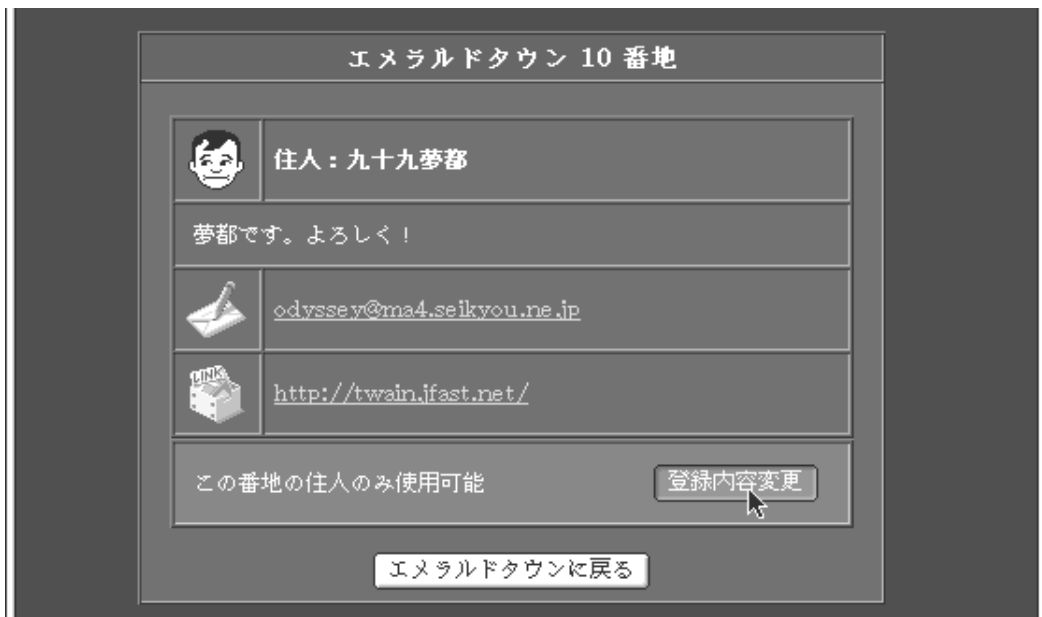 エメラルドタウン 10 番地
住人：九十九夢都
夢都です。よろしく！
odyssey@ma4.seikyou.ne.jp
LINK
http://twain.jfast.net/
この番地の住人のみ使用可能
登録内容変更
エメラルドタウンに戻る